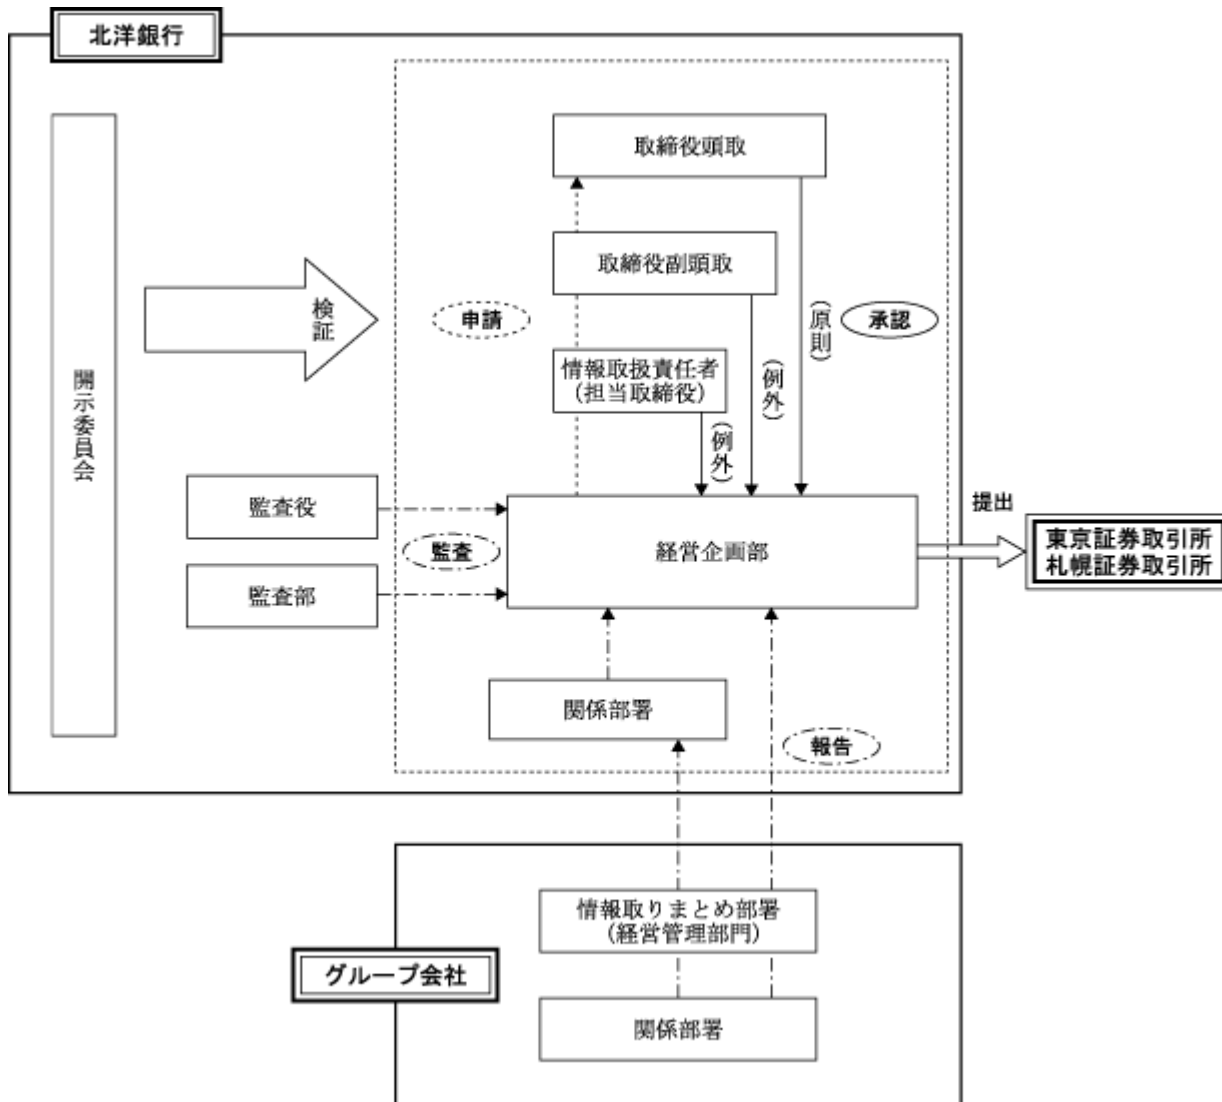 北洋銀行
取締役頭取
取締役副頭取
検証
申請
(原則)
承認
情報取扱責任者
(担当取締役)
(例外)
(例外)
開示委員会
監査役
監査
監査部
経営企画部
提出
東京証券取引所
札幌証券取引所
関係部署
報告
情報取りまとめ部署
(経営管理部門)
グループ会社
関係部署